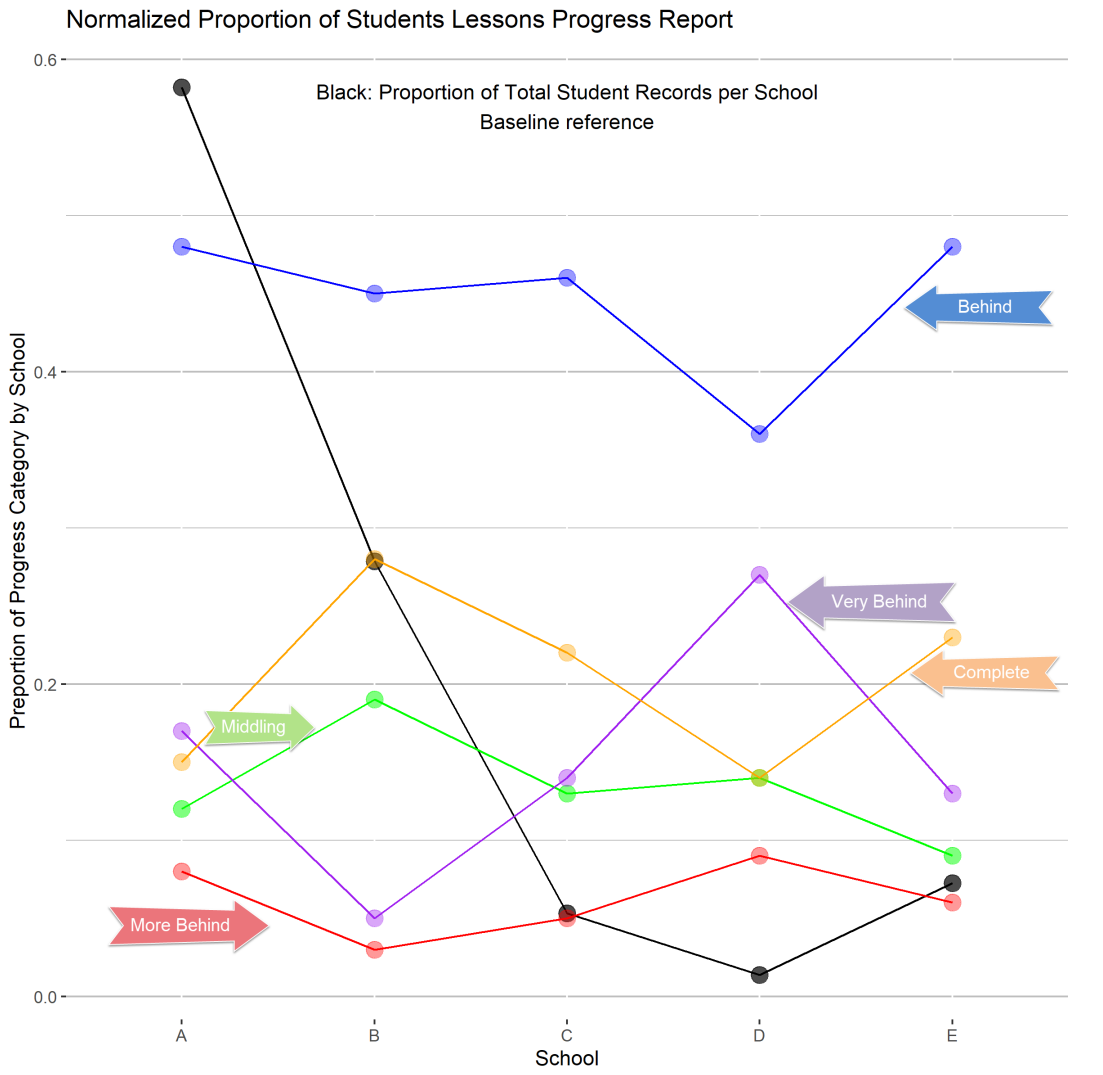 Normalized Proportion of Students Lessons Progress Report
0.6
Black: Proportion of Total Student Records per School
Baseline reference
Behind
0.4
Very Behind
Complete
0.2
Middling
More Behind
0.0
Preportion of Progress Category by School
A B C D E
School